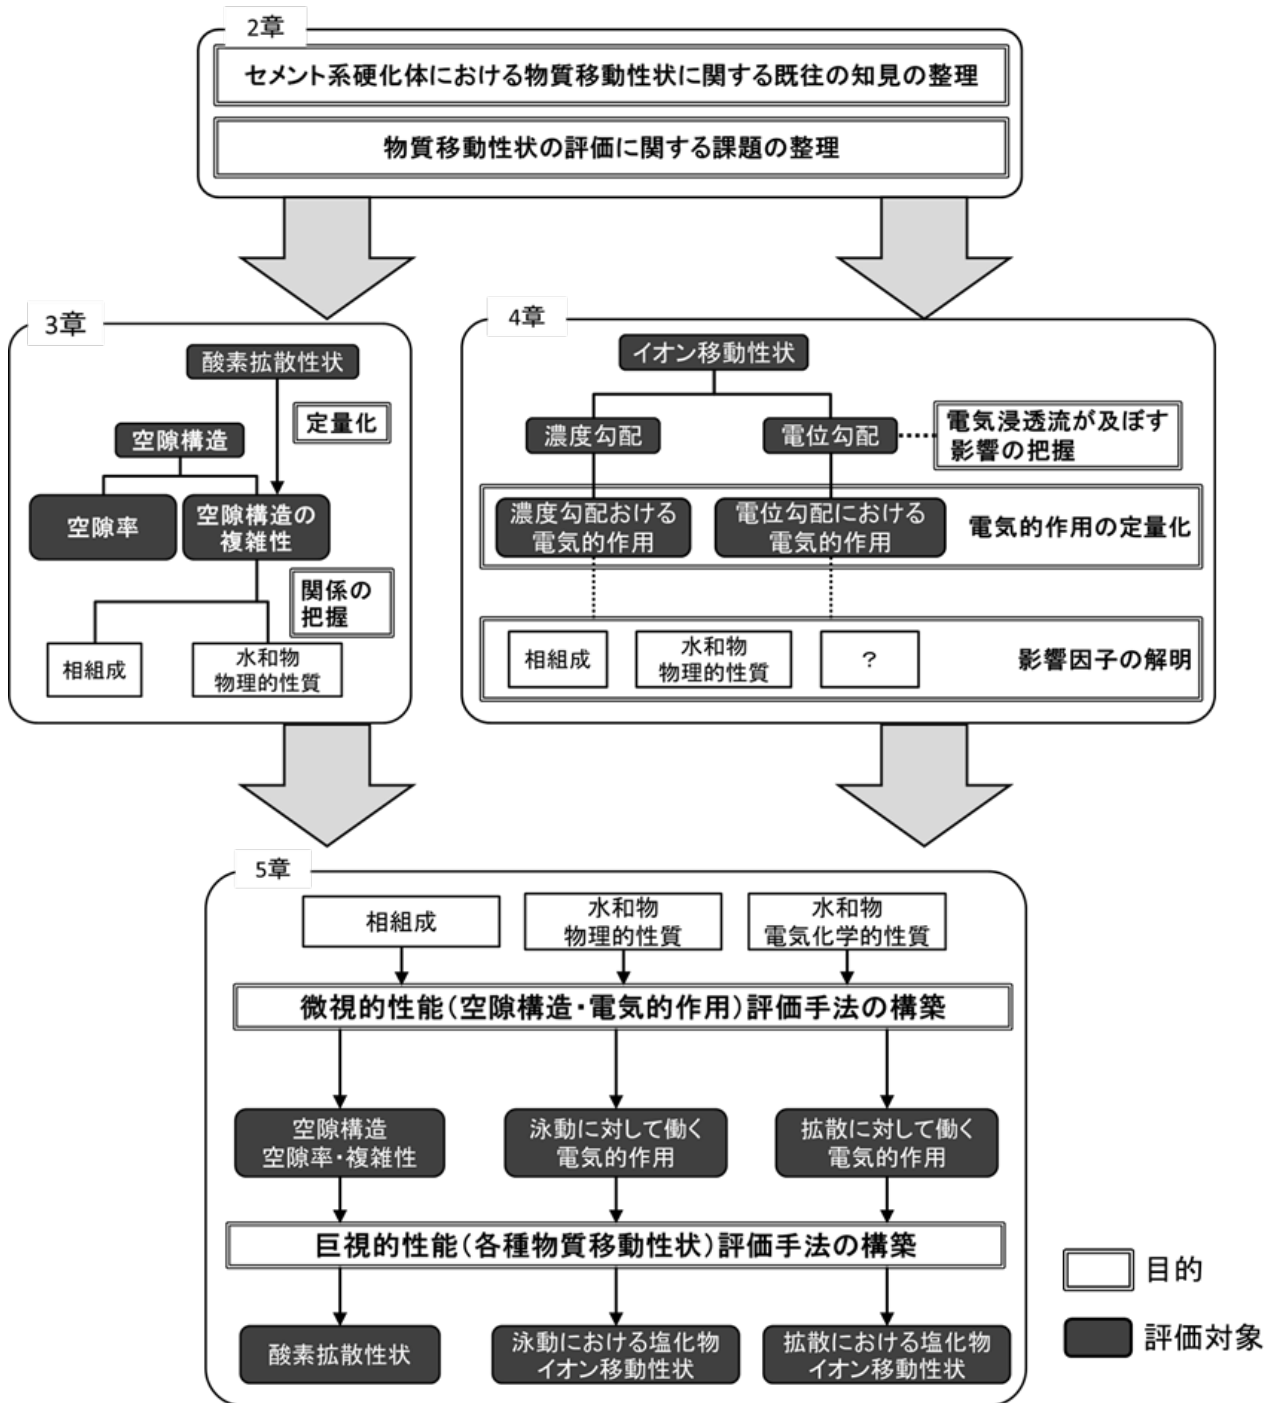 2章
セメント系硬化体における物質移動性状に関する既往の知見の整理
物質移動性状の評価に関する課題の整理
3章
酸素拡散性状
定量化
空隙構造
空隙率
空隙構造の
複雑性
関係の
把握
相組成
水和物
物理的性質
4章
イオン移動性状
濃度勾配
電位勾配
電気浸透流が及ぼす
影響の把握
濃度勾配おける
電気的作用
電位勾配における
電気的作用
電気的作用の定量化
相組成
水和物
物理的性質
?
影響因子の解明
5章
相組成
水和物
物理的性質
水和物
電気化学的性質
微視的性能(空隙構造・電気的作用)評価手法の構築
空隙構造
空隙率・複雑性
泳動に対して働く
電気的作用
拡散に対して働く
電気的作用
巨視的性能(各種物質移動性状)評価手法の構築
酸素拡散性状
泳動における塩化物
イオン移動性状
拡散における塩化物
イオン移動性状
目的
評価対象